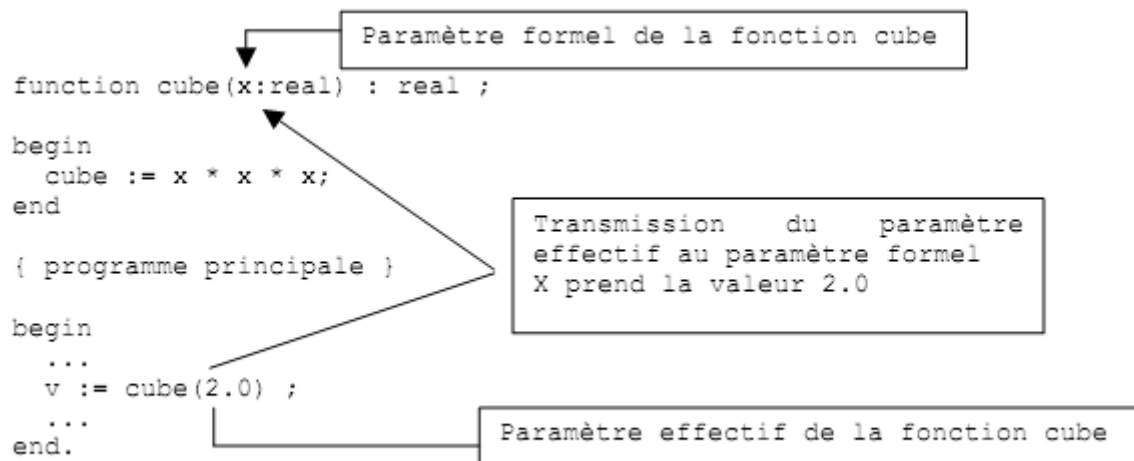 Paramètre formel de la fonction cube
function cube(x:real) : real ;
begin
cube := x * x * x;
end
Transmission du paramètre
effectif au paramètre formel
X prend la valeur 2.0
{ programme principale }
begin
...
v := cube(2.0) ;
...
end.
Paramètre effectif de la fonction cube